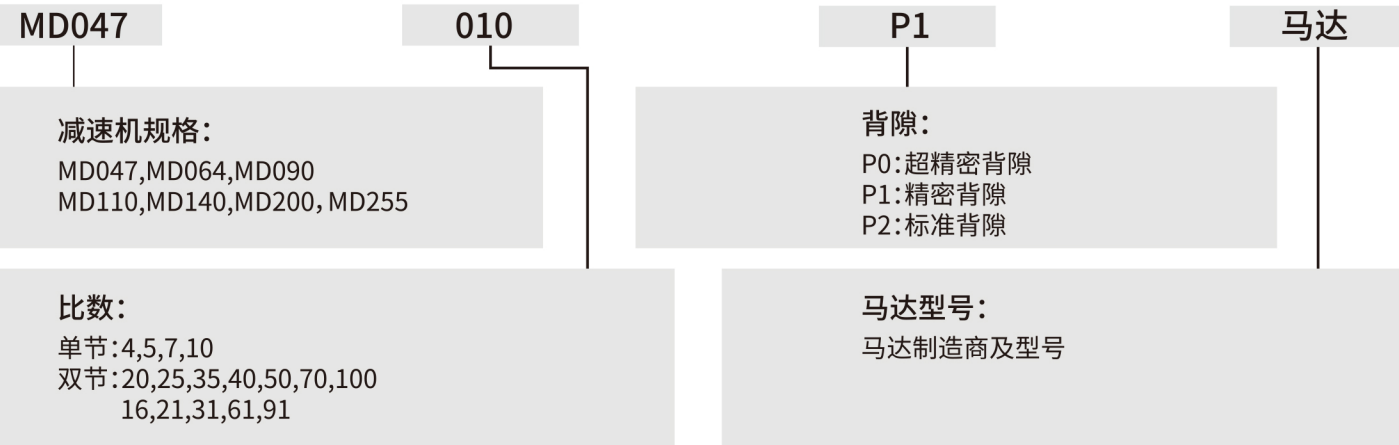 MD047
010
P1
马达
减速机规格：
MD047,MD064,MD090
MD110,MD140,MD200，MD255
背隙：
P0：超精密背隙
P1：精密背隙
P2：标准背隙
比数：
单节：4,5,7,10
双节：20,25,35,40,50,70,100
16,21,31,61,91
马达型号：
马达制造商及型号